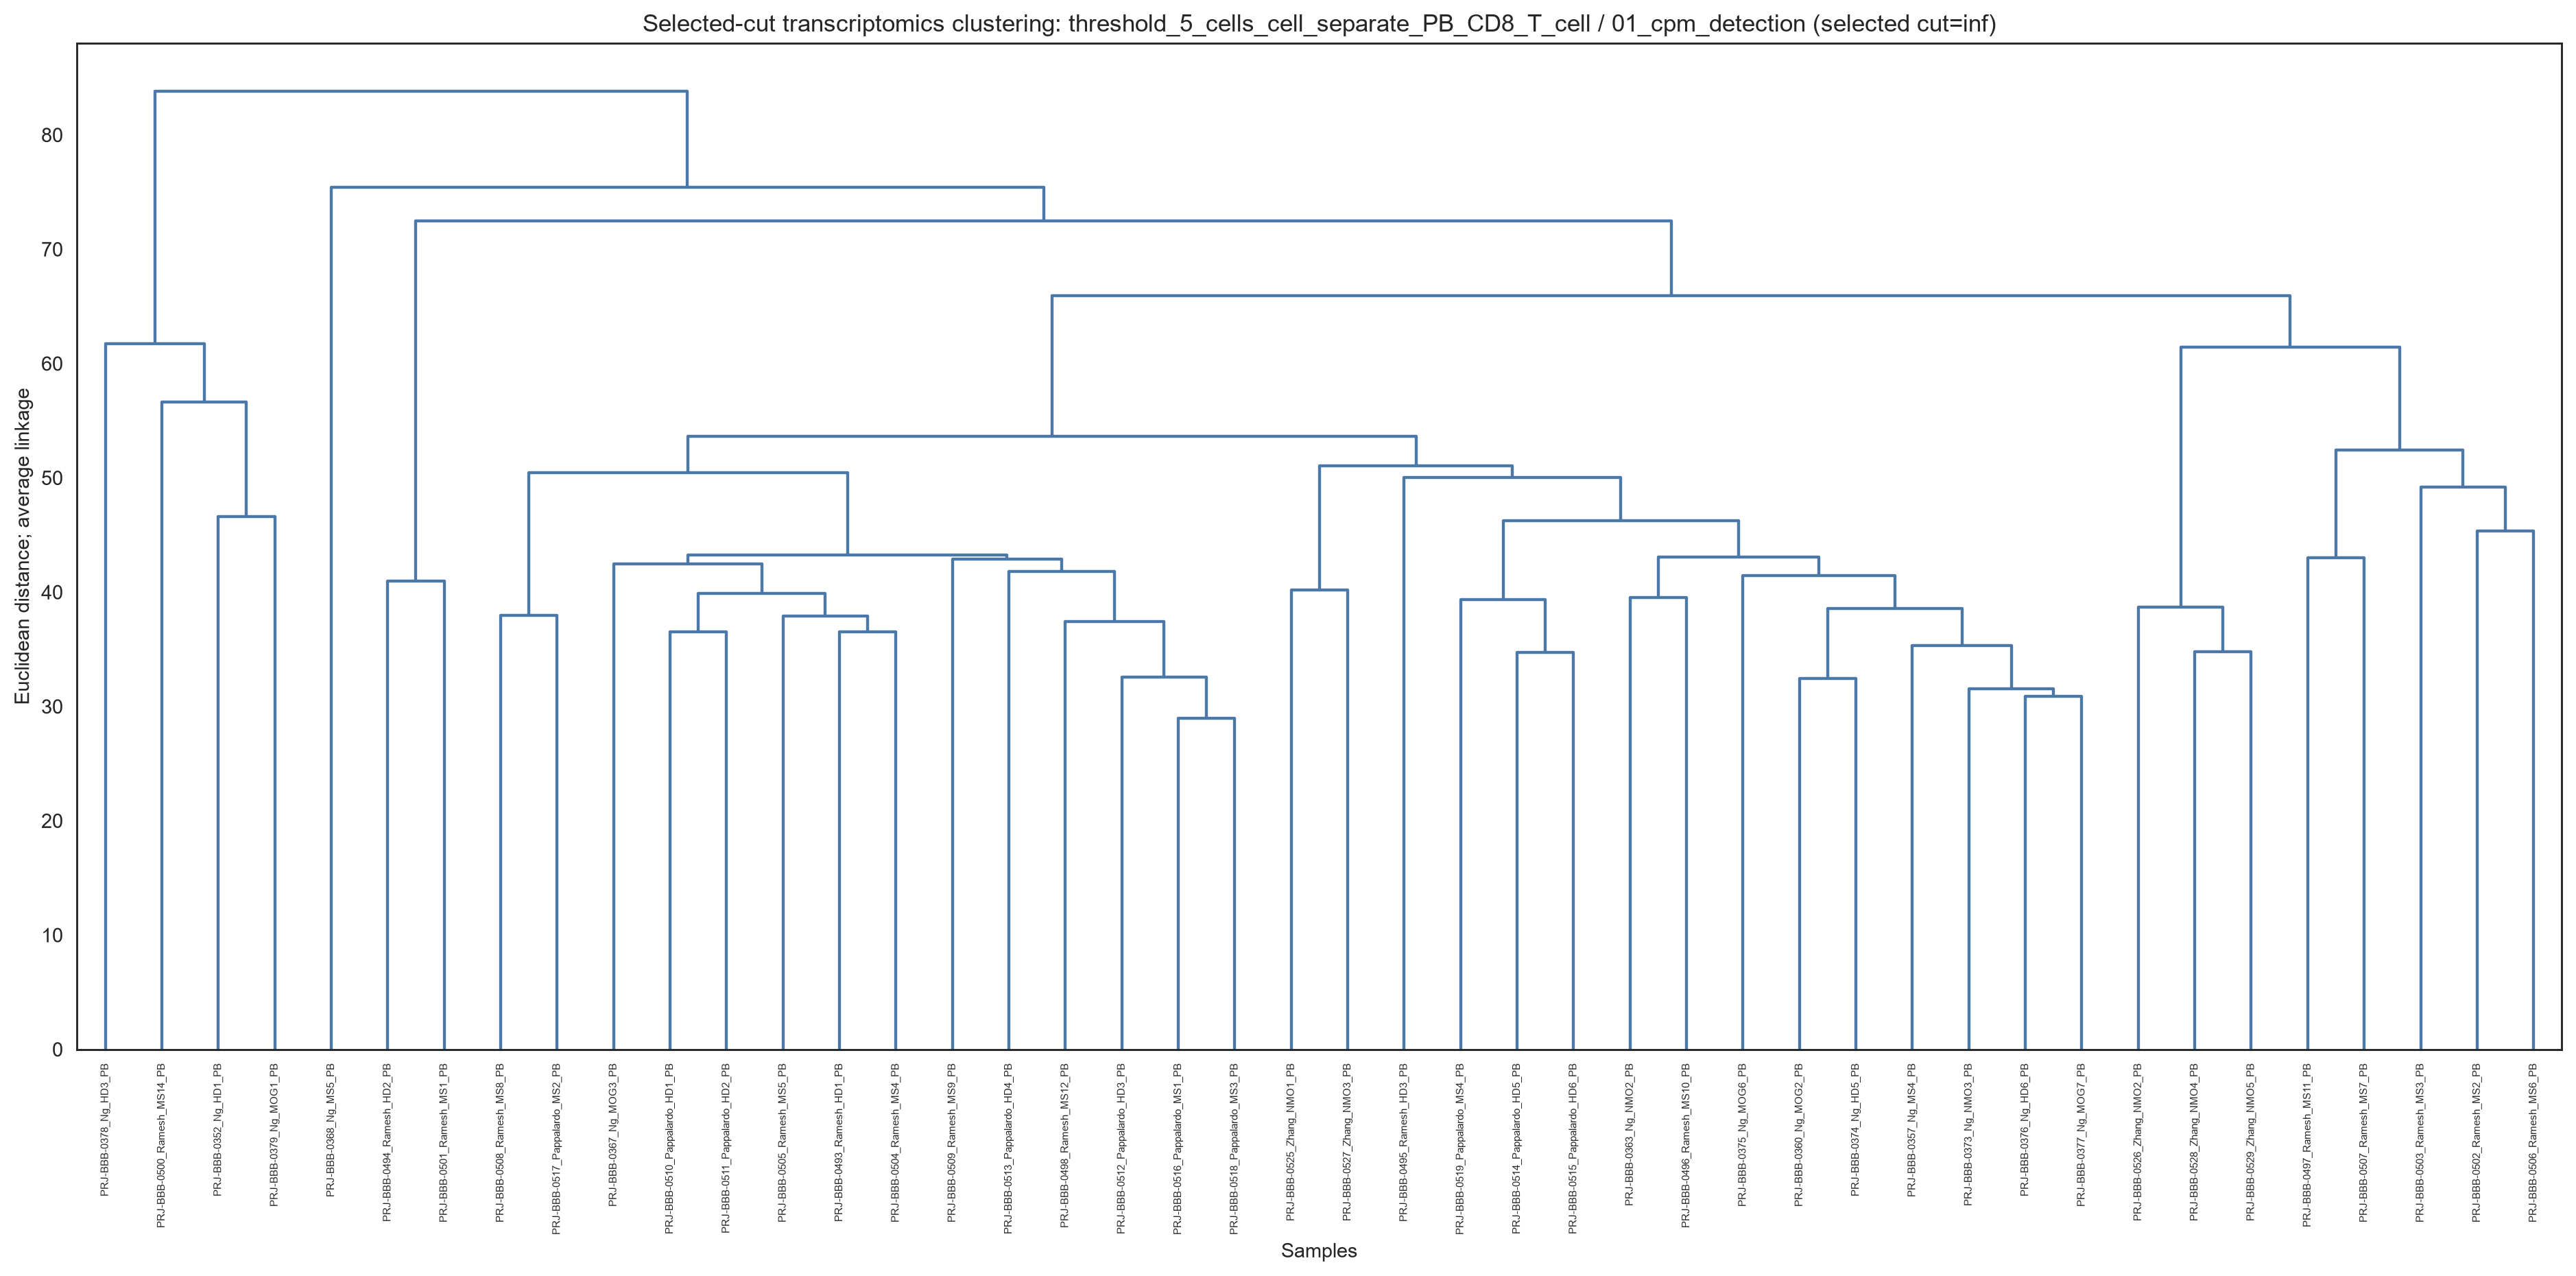 Selected-cut transcriptomics clustering: threshold_5_cells_cell_separate_PB_CD8_T_cell / 01_cpm_detection (selected cut=inf)
Euclidean distance; average linkage
80
70
60
50
40
30
20
10
0
PRJ-BBB-0378_Ng_HD3_PB
PRJ-BBB-0500_Ramesh_MS14_PB
PRJ-BBB-0352_Ng_HD1_PB
PRJ-BBB-0379_Ng_MOG1_PB
PRJ-BBB-0368_Ng_MS5_PB
PRJ-BBB-0494_Ramesh_HD2_PB
PRJ-BBB-0501_Ramesh_MS1_PB
PRJ-BBB-0508_Ramesh_MS8_PB
PRJ-BBB-0517_Pappalardo_MS2_PB
PRJ-BBB-0367_Ng_MOG3_PB
PRJ-BBB-0510_Pappalardo_HD1_PB
PRJ-BBB-0511_Pappalardo_HD2_PB
PRJ-BBB-0505_Ramesh_MS5_PB
PRJ-BBB-0493_Ramesh_HD1_PB
PRJ-BBB-0504_Ramesh_MS4_PB
PRJ-BBB-0509_Ramesh_MS9_PB
PRJ-BBB-0513_Pappalardo_HD4_PB
PRJ-BBB-0498_Ramesh_MS12_PB
PRJ-BBB-0512_Pappalardo_HD3_PB
PRJ-BBB-0516_Pappalardo_MS1_PB
PRJ-BBB-0518_Pappalardo_MS3_PB
PRJ-BBB-0525_Zhang_NMO1_PB
PRJ-BBB-0527_Zhang_NMO3_PB
PRJ-BBB-0495_Ramesh_HD3_PB
PRJ-BBB-0519_Pappalardo_MS4_PB
PRJ-BBB-0514_Pappalardo_HD5_PB
PRJ-BBB-0515_Pappalardo_HD6_PB
PRJ-BBB-0363_Ng_NMO2_PB
PRJ-BBB-0496_Ramesh_MS10_PB
PRJ-BBB-0375_Ng_MOG6_PB
PRJ-BBB-0360_Ng_MOG2_PB
PRJ-BBB-0374_Ng_HD5_PB
PRJ-BBB-0357_Ng_MS4_PB
PRJ-BBB-0373_Ng_NMO3_PB
PRJ-BBB-0376_Ng_HD6_PB
PRJ-BBB-0377_Ng_MOG7_PB
PRJ-BBB-0526_Zhang_NMO2_PB
PRJ-BBB-0528_Zhang_NMO4_PB
PRJ-BBB-0529_Zhang_NMO5_PB
PRJ-BBB-0497_Ramesh_MS11_PB
PRJ-BBB-0507_Ramesh_MS7_PB
PRJ-BBB-0503_Ramesh_MS3_PB
PRJ-BBB-0502_Ramesh_MS2_PB
PRJ-BBB-0506_Ramesh_MS6_PB
Samples